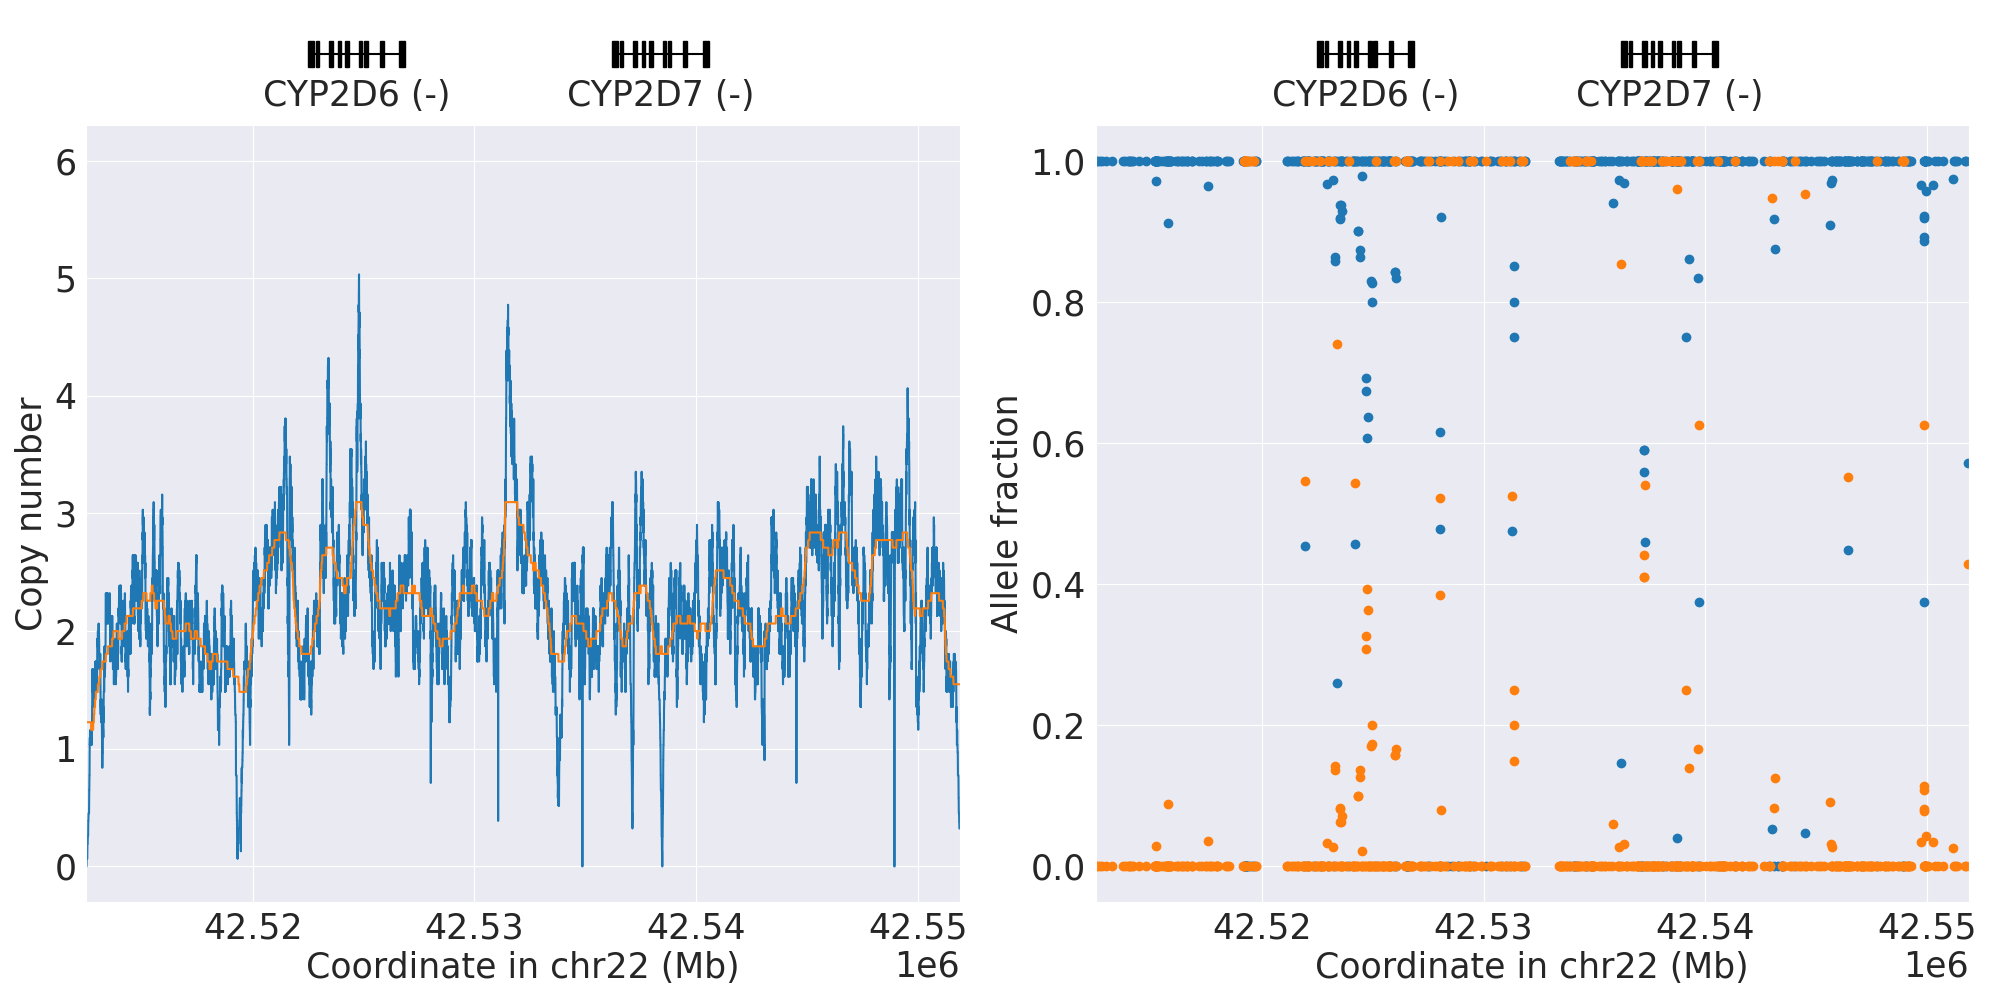 CYP2D6 (-) CYP2D7 (-)
Copy number
6
5
4
3
2
1
0
42.52 42.53 42.54 42.55
Coordinate in chr22 (Mb) 1e6
CYP2D6 (-) CYP2D7 (-)
Allele fraction
1.0
0.8
0.6
0.4
0.2
0.0
42.52 42.53 42.54 42.55
Coordinate in chr22 (Mb) 1e6